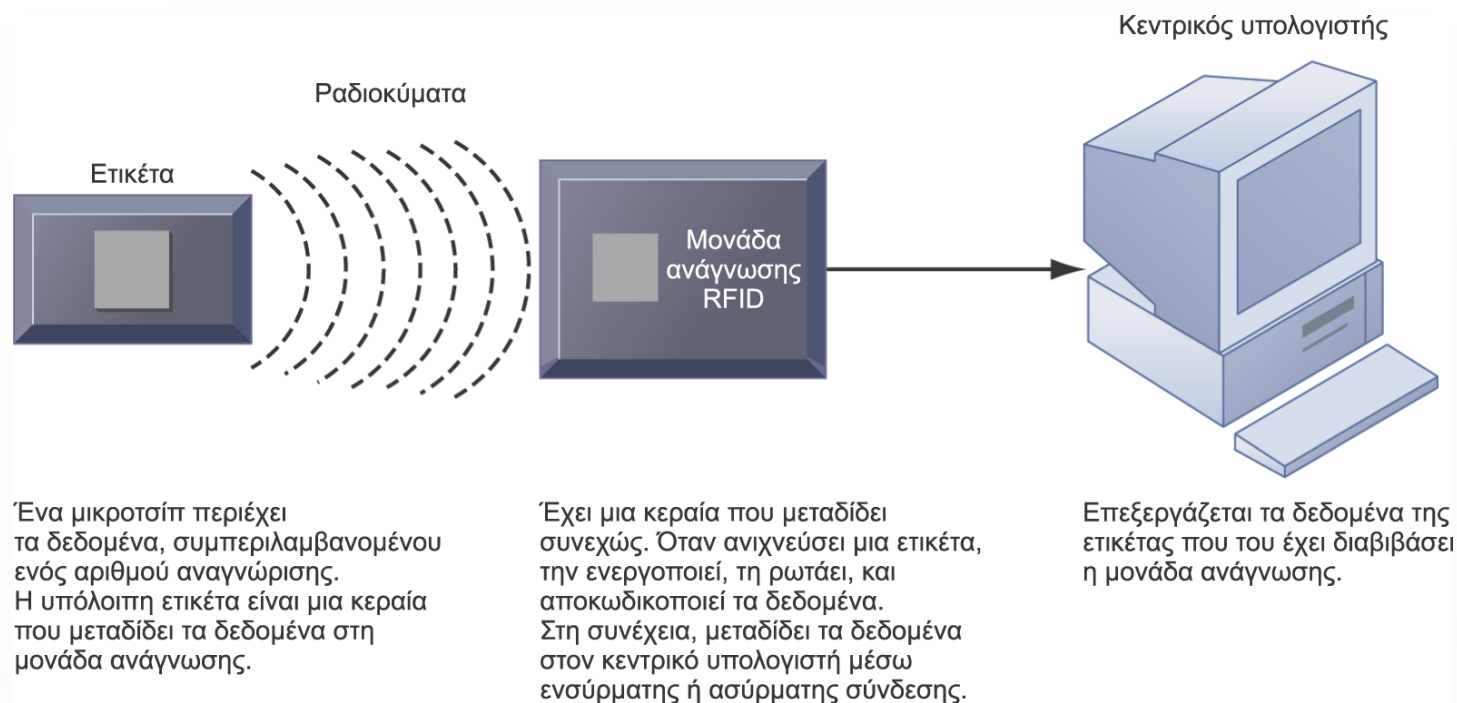 Κεντρικός υπολογιστής
Ραδιοκύματα
Ετικέτα
Μονάδα
ανάγνωσης
RFID
Ένα μικροτσίπ περιέχει
τα δεδομένα, συμπεριλαμβανομένου
ενός αριθμού αναγνώρισης.
Η υπόλοιπη ετικέτα είναι μια κεραία
που μεταδίδει τα δεδομένα στη
μονάδα ανάγνωσης.
Έχει μια κεραία που μεταδίδει
συνεχώς. Όταν ανιχνεύσει μια ετικέτα,
την ενεργοποιεί, τη ρωτάει, και
αποκωδικοποιεί τα δεδομένα.
Στη συνέχεια, μεταδίδει τα δεδομένα
στον κεντρικό υπολογιστή μέσω
ενσύρματης ή ασύρματης σύνδεσης.
Επεξεργάζεται τα δεδομένα της
ετικέτας που του έχει διαβιβάσει
η μονάδα ανάγνωσης.